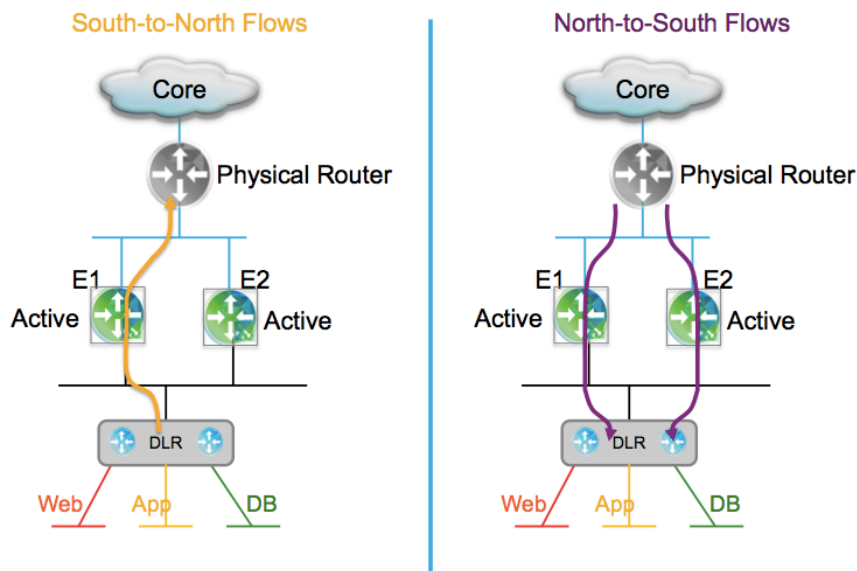 South-to-North Flows
Core
Physical Router
E1
E2
Active
Active
DLR
Web
App
DB
North-to-South Flows
Core
Physical Router
E1
E2
Active
Active
DLR
Web
App
DB